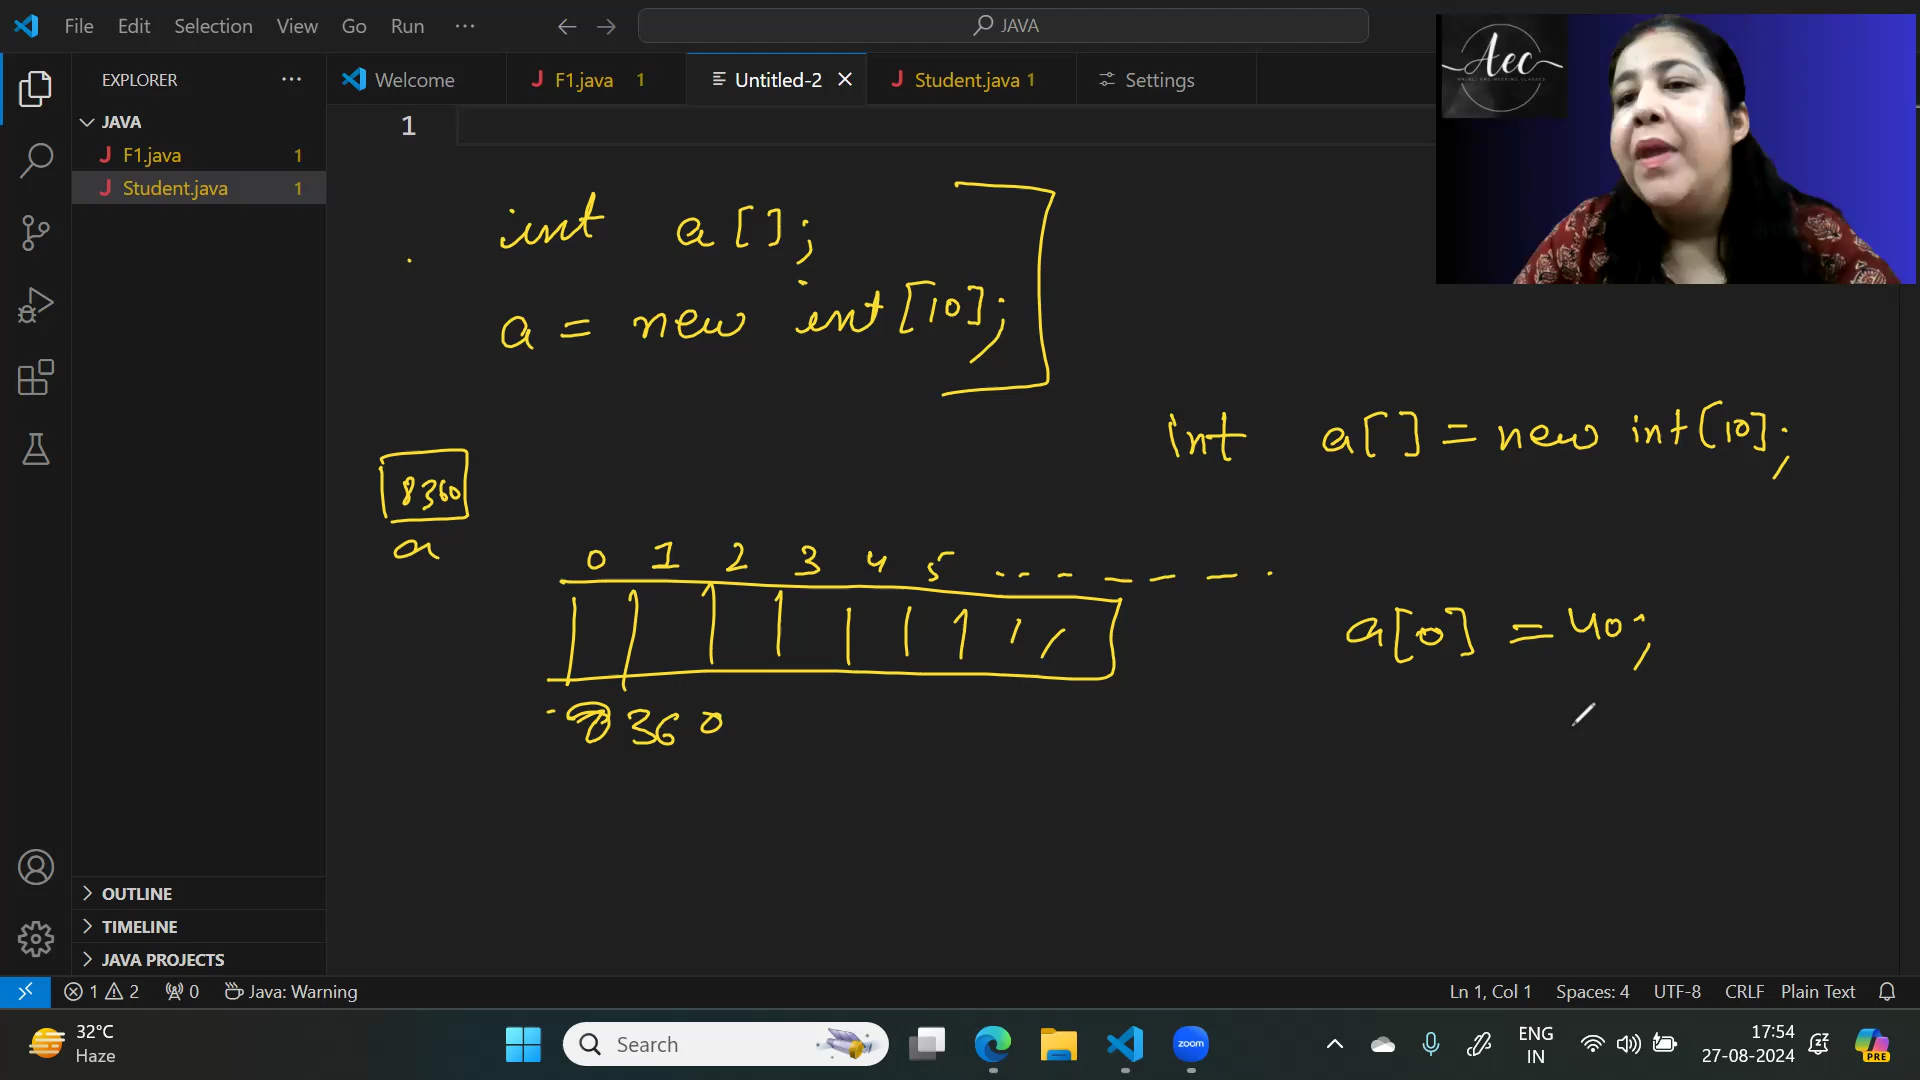 File Edit Selection View Go Run ··· JAVA
EXPLORER ···
Welcome F1.java 1 Untitled-2 Student.java 1 Settings
JAVA
F1.java 1
Student.java 1
1
int a[];
a = new int[10];
int a[] = new int[10];
8360
a
0 1 2 3 4 5 - - - - - -
a[0] = 40;
8360
Aec
OUTLINE
TIMELINE
JAVA PROJECTS
1 2 0 Java: Warning Ln 1, Col 1 Spaces: 4 UTF-8 CRLF Plain Text
32°C
Haze
Search
zoom
ENG
IN
17:54
27-08-2024
PRE